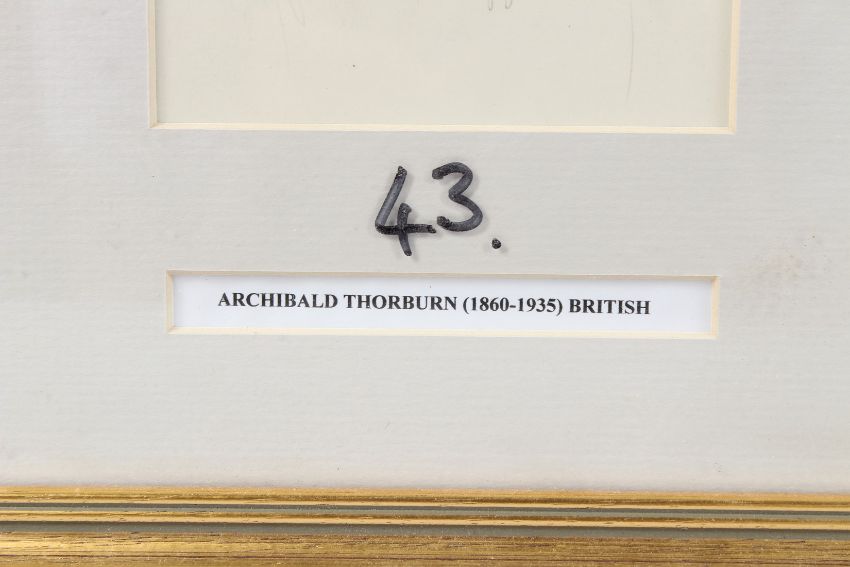 43.
ARCHIBALD THORBURN (1860-1935) BRITISH